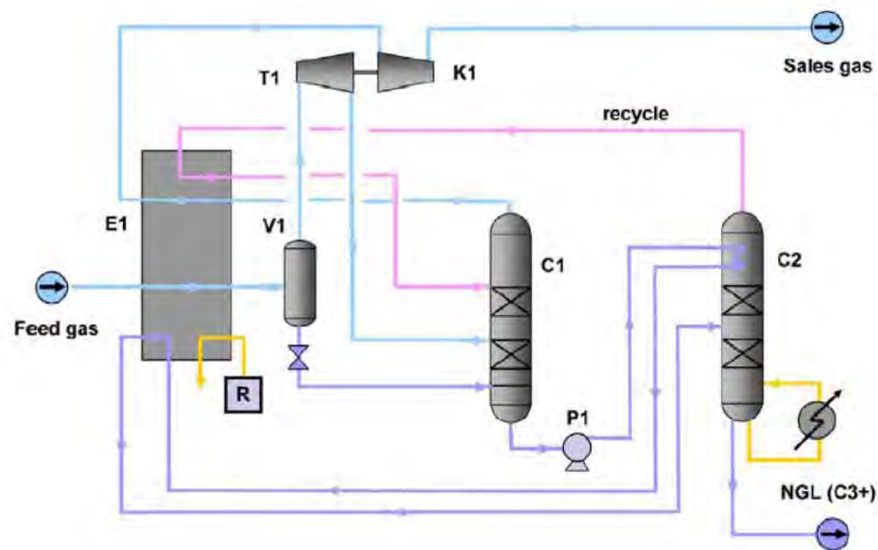 T1
K1
Sales gas
recycle
E1
V1
C1
C2
Feed gas
R
P1
NGL (C3+)